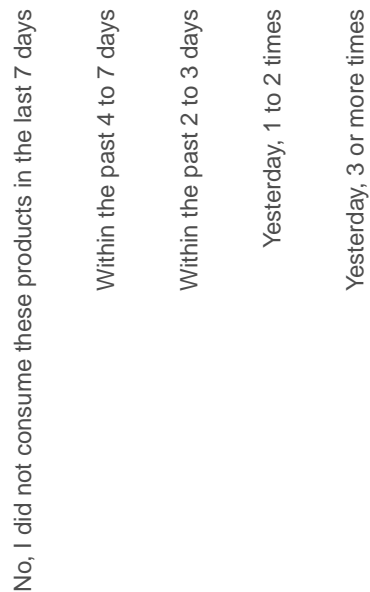 No, I did not consume these products in the last 7 days
Within the past 4 to 7 days
Within the past 2 to 3 days
Yesterday, 1 to 2 times
Yesterday, 3 or more times